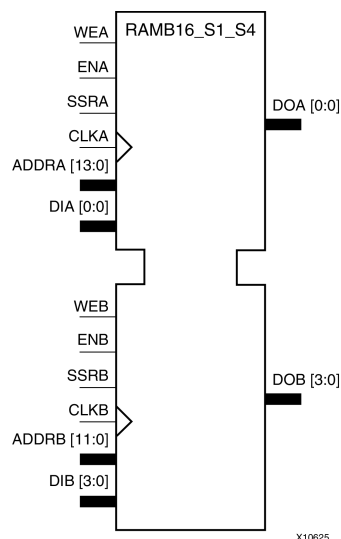 WEA
RAMB16_S1_S4
ENA
SSRA
DOA [0:0]
CLKA
ADDRA [13:0]
DIA [0:0]
WEB
ENB
SSRB
DOB [3:0]
CLKB
ADDRB [11:0]
DIB [3:0]
X10625